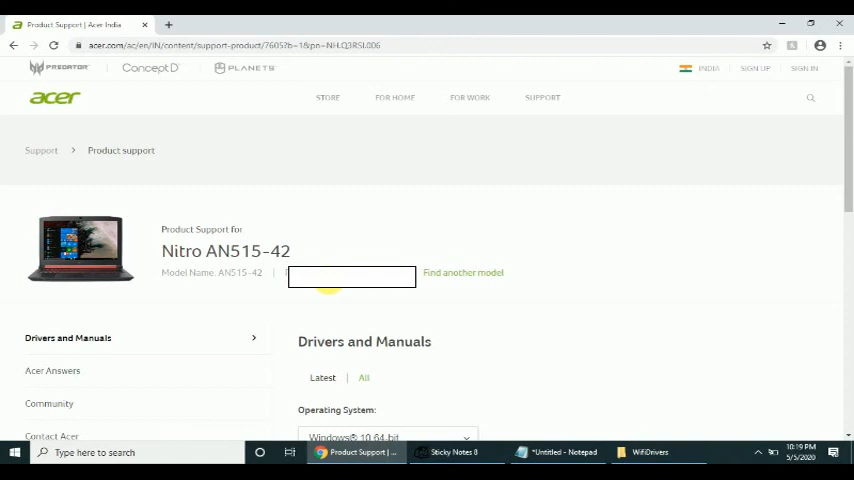 Product Support | Acer India
acer.com/ac/en/IN/content/support-product/7605?b=1&pn=NH.Q3RSI.006
PREDATOR
ConceptD
PLANET9
INDIA
SIGN UP
SIGN IN
acer
STORE
FOR HOME
FOR WORK
SUPPORT
Support > Product support
Product Support for
Nitro AN515-42
Model Name: AN515-42 |
Find another model
Drivers and Manuals
Acer Answers
Community
Contact Acer
Drivers and Manuals
Latest | All
Operating System:
Windows® 10 64-bit
Type here to search
Product Support | ...
Sticky Notes 8
*Untitled - Notepad
WifiDrivers
10:19 PM
5/5/2020